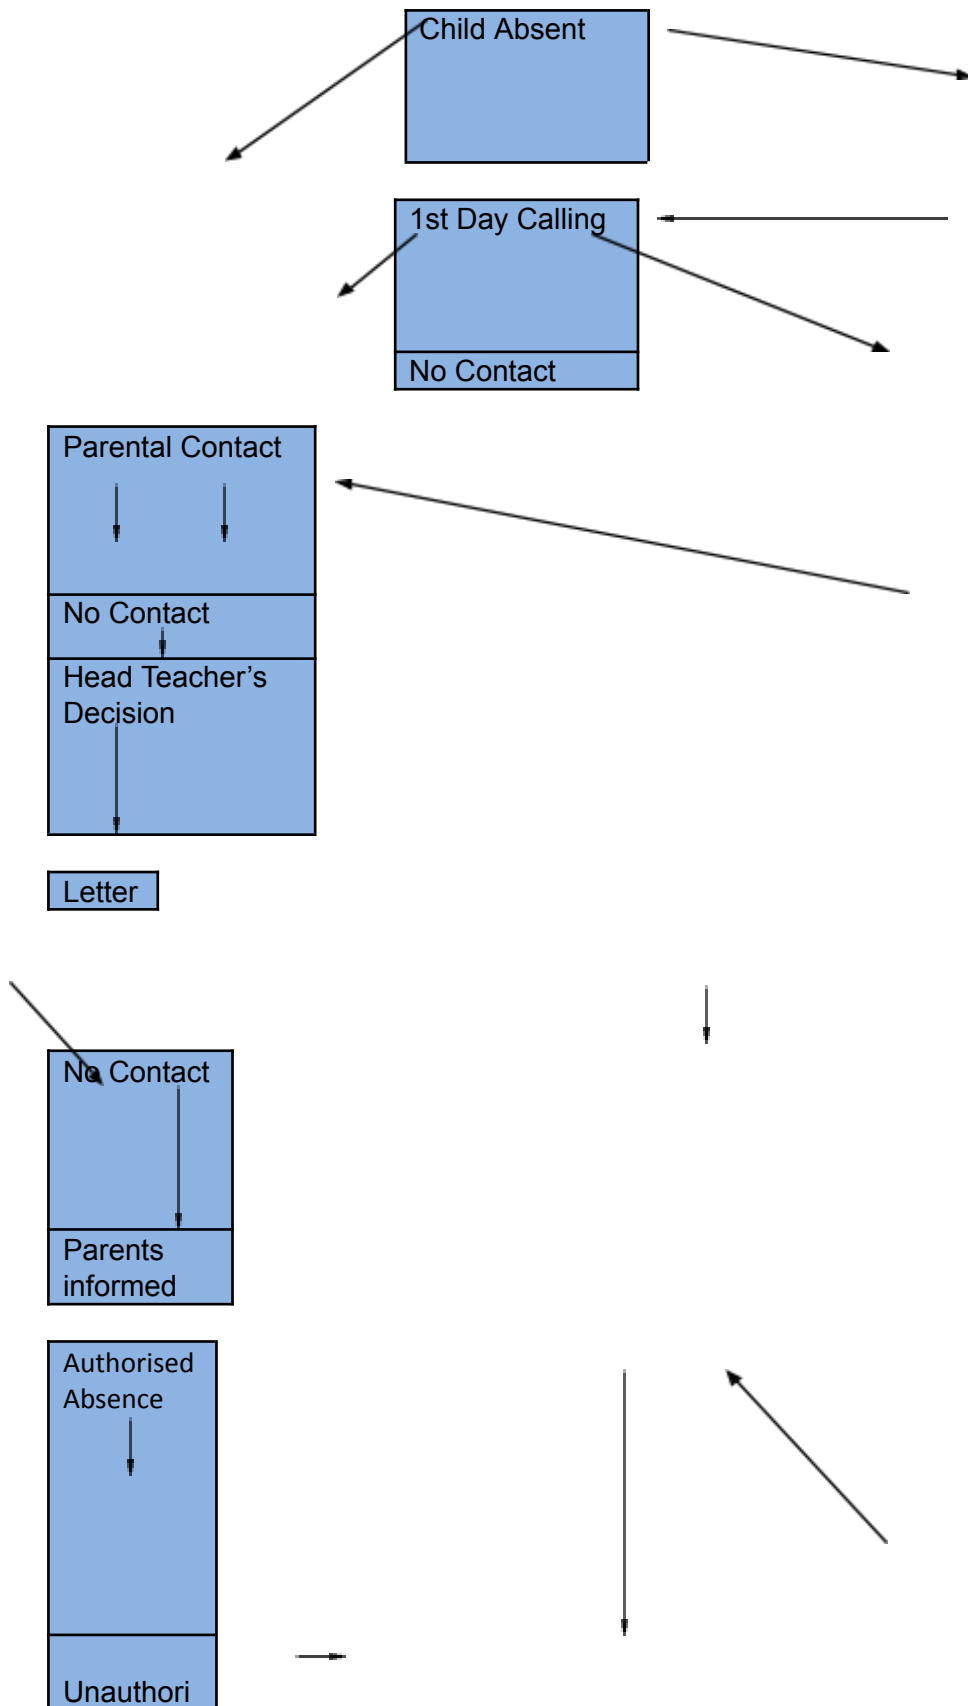 Child Absent
1st Day Calling
No Contact
Parental Contact
No Contact
Head Teacher’s
Decision
Letter
No Contact
Parents
informed
Authorised
Absence
Unauthori